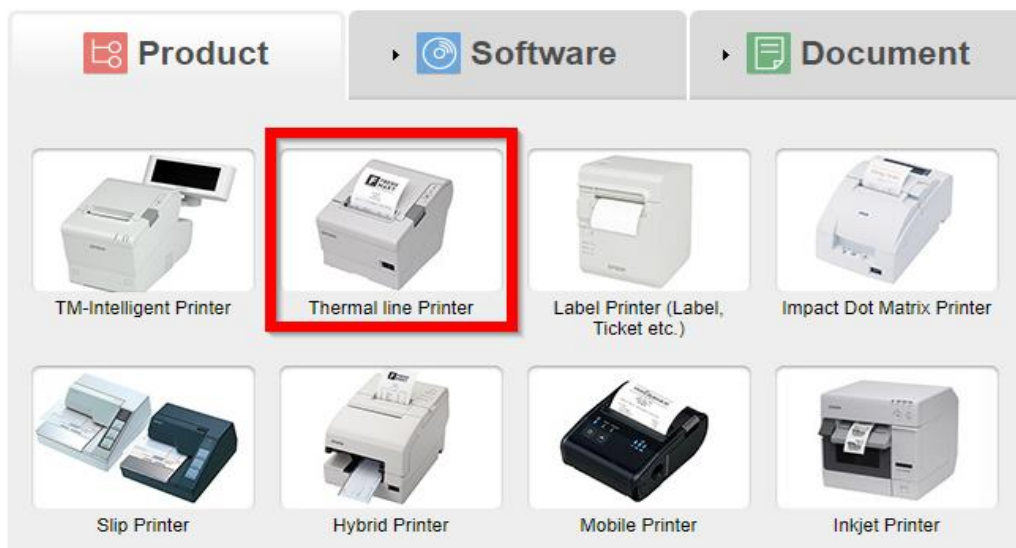 Product
Software
Document
TM-Intelligent Printer
Thermal line Printer
Label Printer (Label,
Ticket etc.)
Impact Dot Matrix Printer
Slip Printer
Hybrid Printer
Mobile Printer
Inkjet Printer